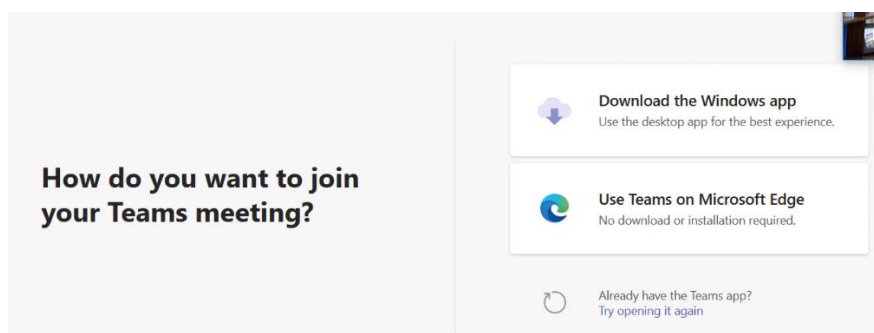 How do you want to join
your Teams meeting?
Download the Windows app
Use the desktop app for the best experience.
Use Teams on Microsoft Edge
No download or installation required.
Already have the Teams app?
Try opening it again